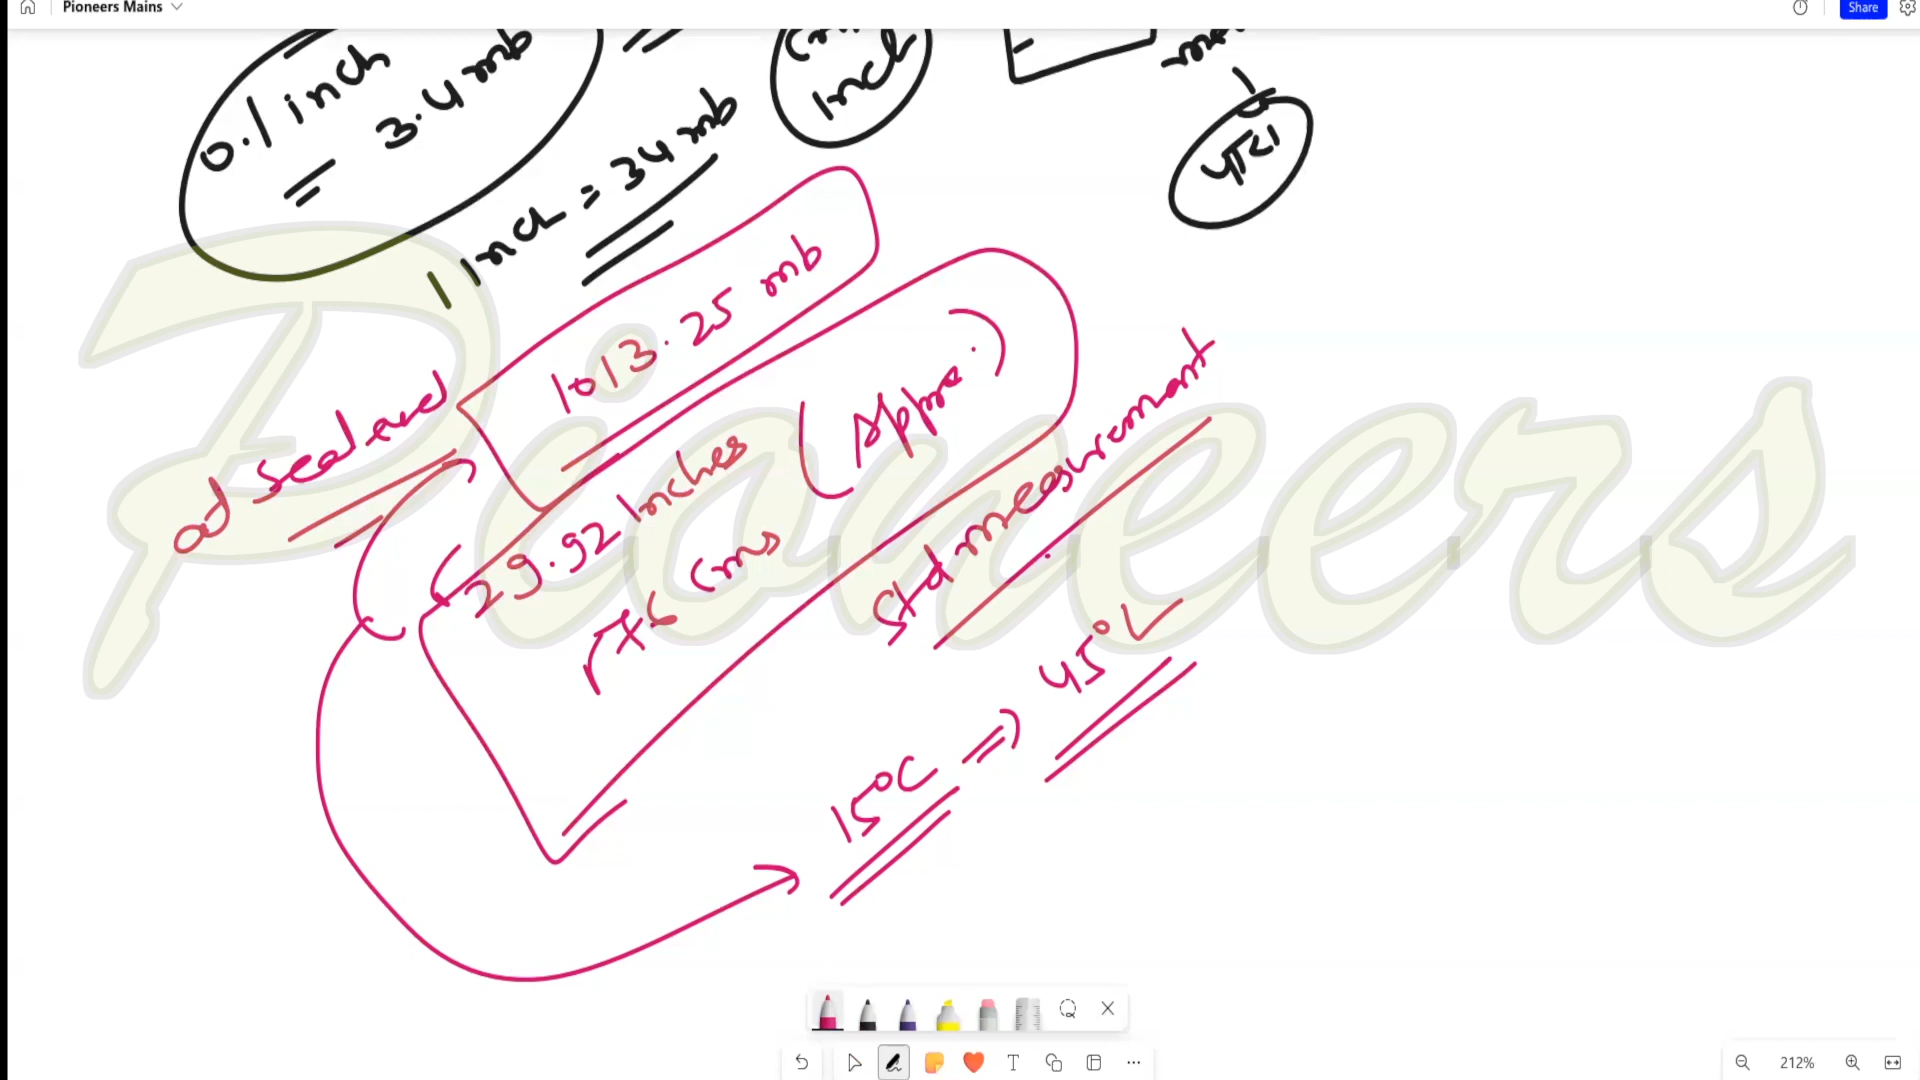 Pioneers Mains
Share
0.1 inch
= 3.4 mb
Inch
1 Inch = 34 mb
पारा
1013.25 mb
at sea level
29.92 Inches
(Appro.)
76 cms
Std measurement
15°C ⇒ 45° L
Pioneers
212%